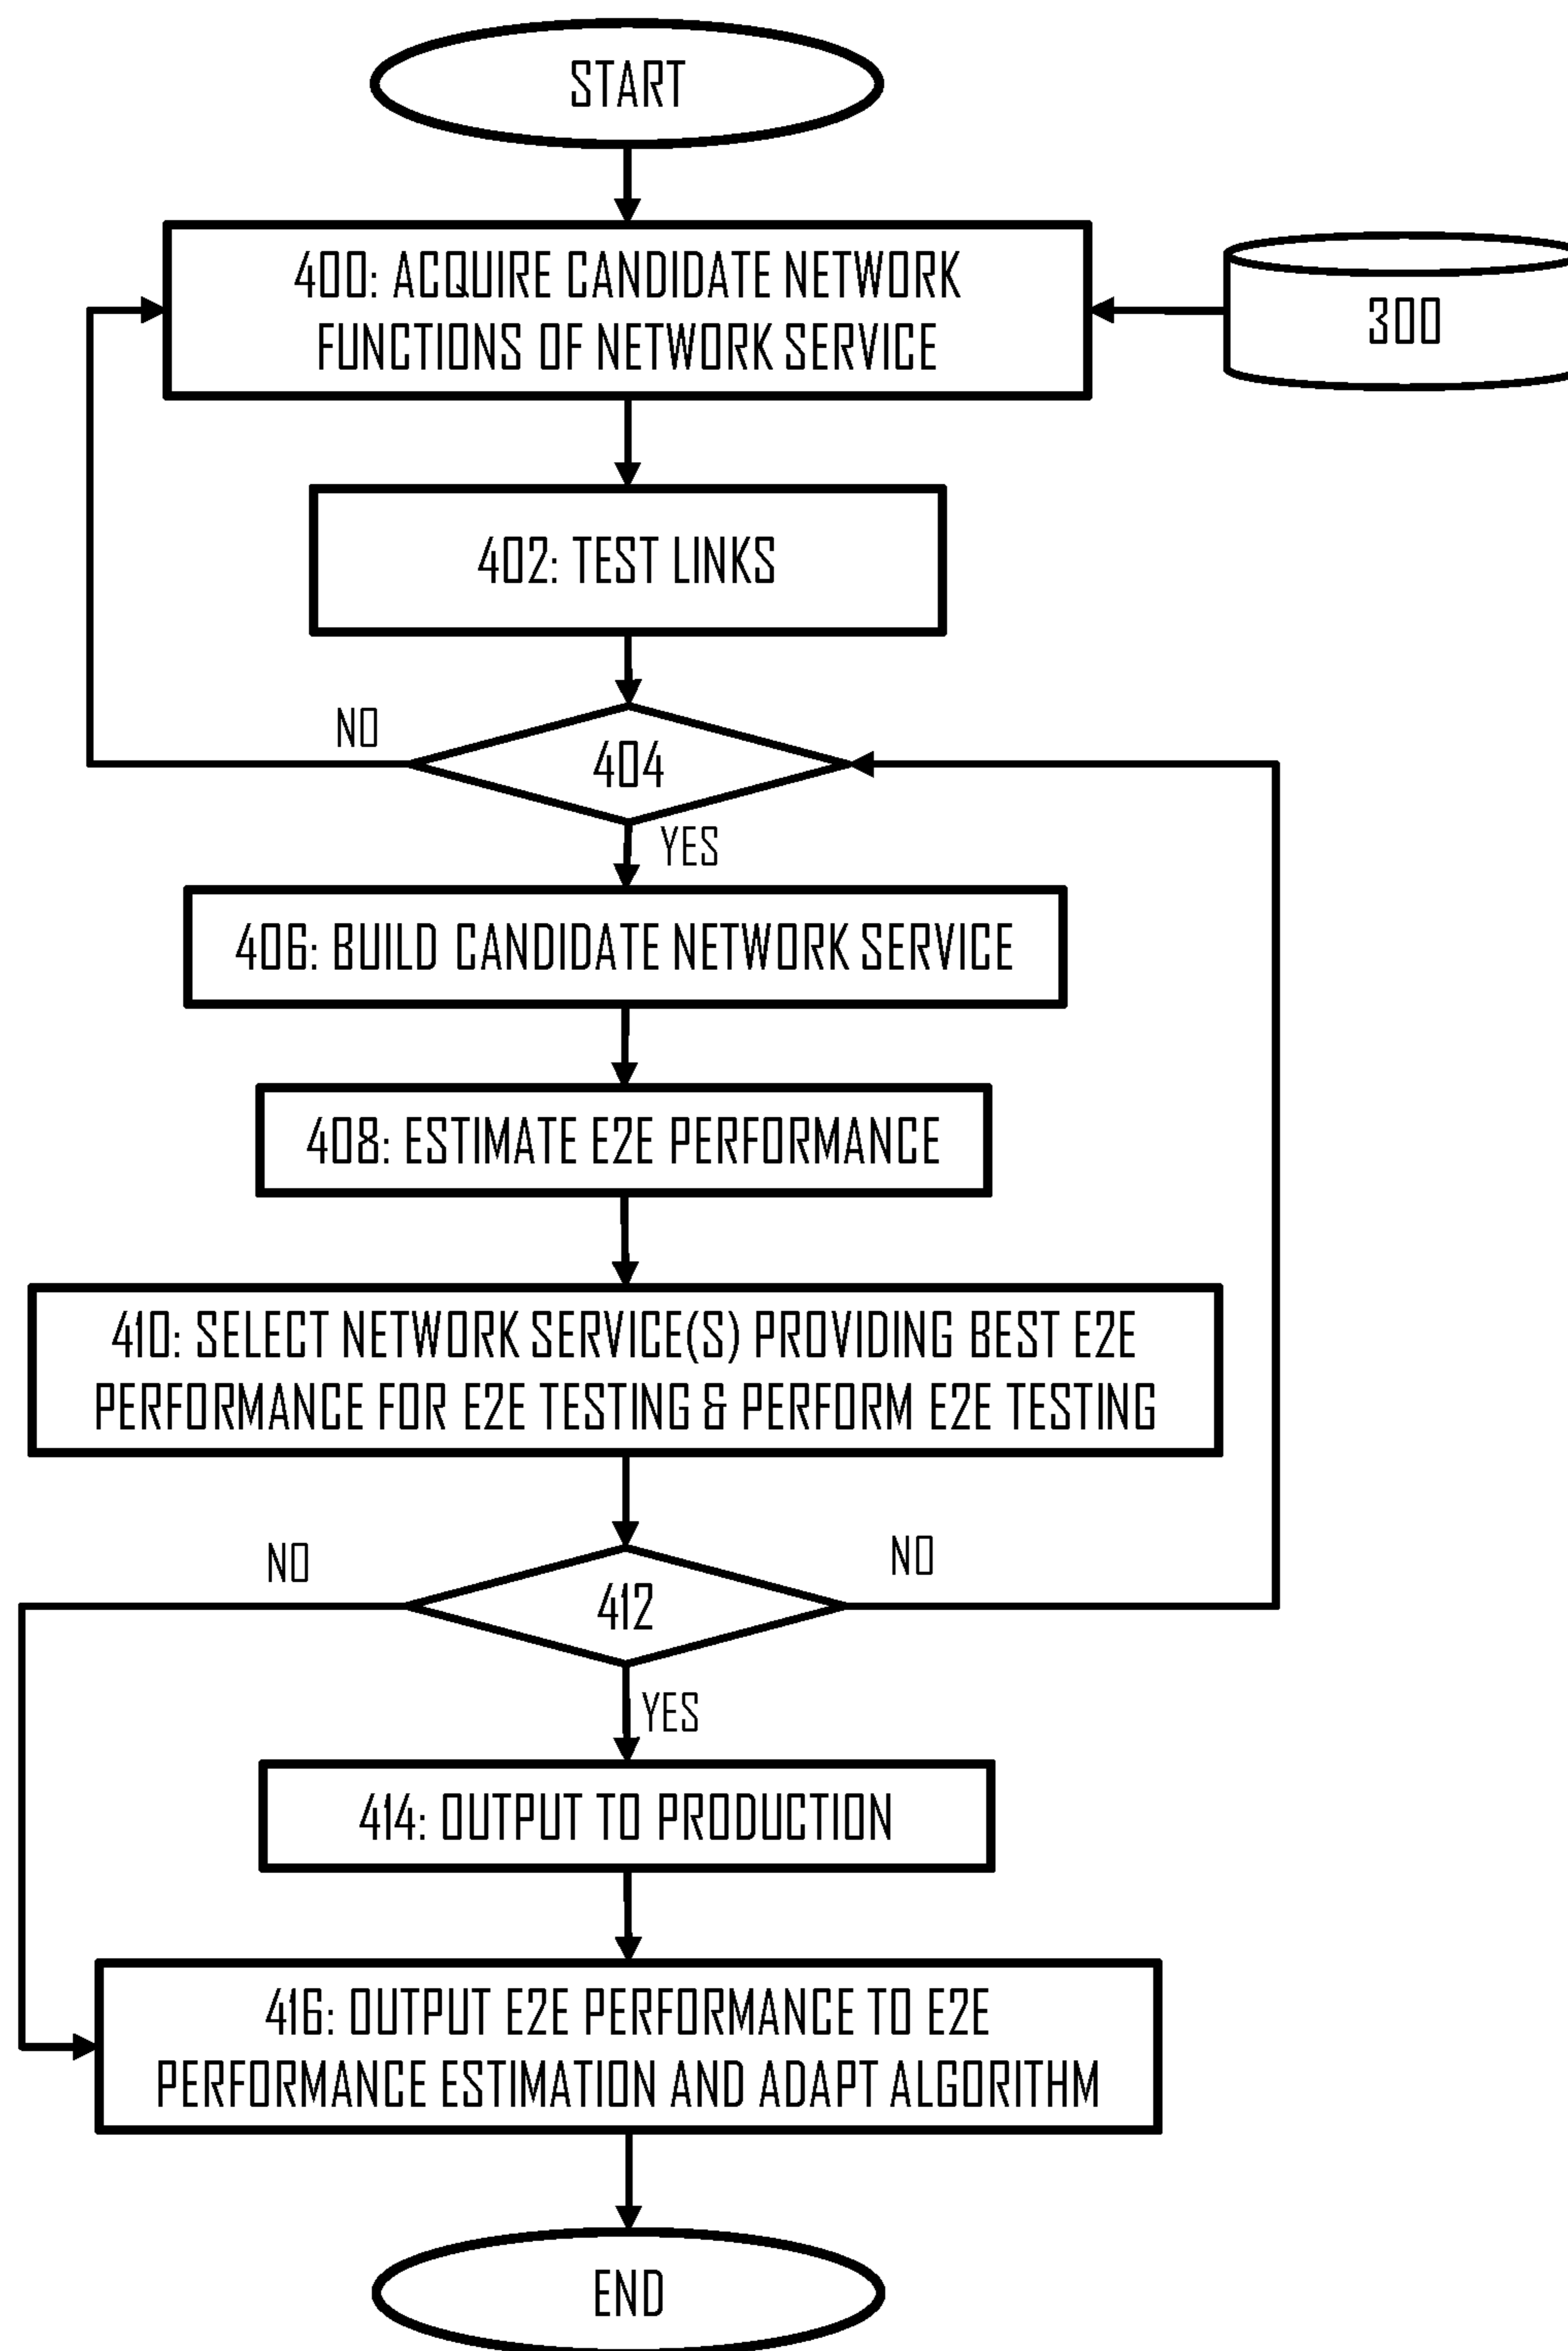 START
400: ACQUIRE CANDIDATE NETWORK
FUNCTIONS OF NETWORK SERVICE
300
402: TEST LINKS
NO
404
YES
406: BUILD CANDIDATE NETWORK SERVICE
408: ESTIMATE E2E PERFORMANCE
410: SELECT NETWORK SERVICE(S) PROVIDING BEST E2E
PERFORMANCE FOR E2E TESTING & PERFORM E2E TESTING
NO
NO
412
YES
414: OUTPUT TO PRODUCTION
416: OUTPUT E2E PERFORMANCE TO E2E
PERFORMANCE ESTIMATION AND ADAPT ALGORITHM
END